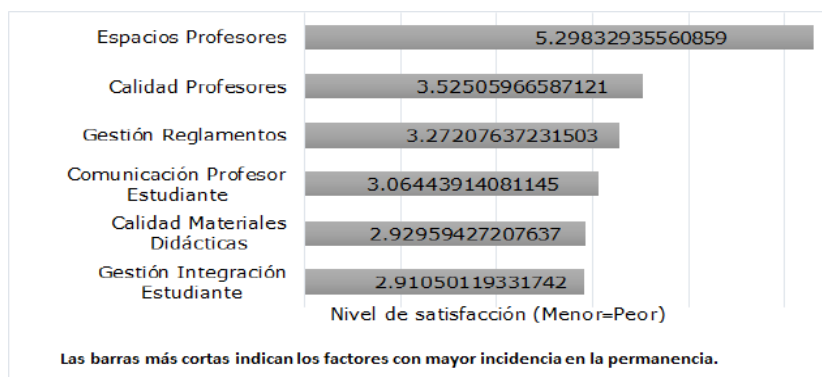 Espacios Profesores
5.29832935560859
Calidad Profesores
3.52505966587121
Gestión Reglamentos
3.27207637231503
Comunicación Profesor
Estudiante
3.06443914081145
Calidad Materiales
Didácticas
2.92959427207637
Gestión Integración
Estudiante
2.91050119331742
Nivel de satisfacción (Menor=Peor)
Las barras más cortas indican los factores con mayor incidencia en la permanencia.